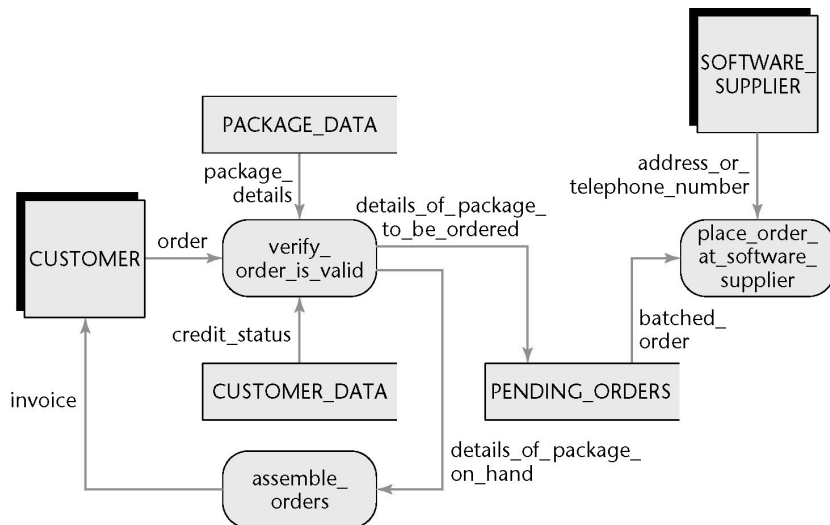 SOFTWARE_
SUPPLIER
PACKAGE_DATA
package_
details
address_or_
telephone_number
details_of_package_
to_be_ordered
CUSTOMER
order
verify_
order_is_valid
place_order_
at_software_
supplier
credit_status
batched_
order
invoice
CUSTOMER_DATA
PENDING_ORDERS
details_of_package_
on_hand
assemble_
orders